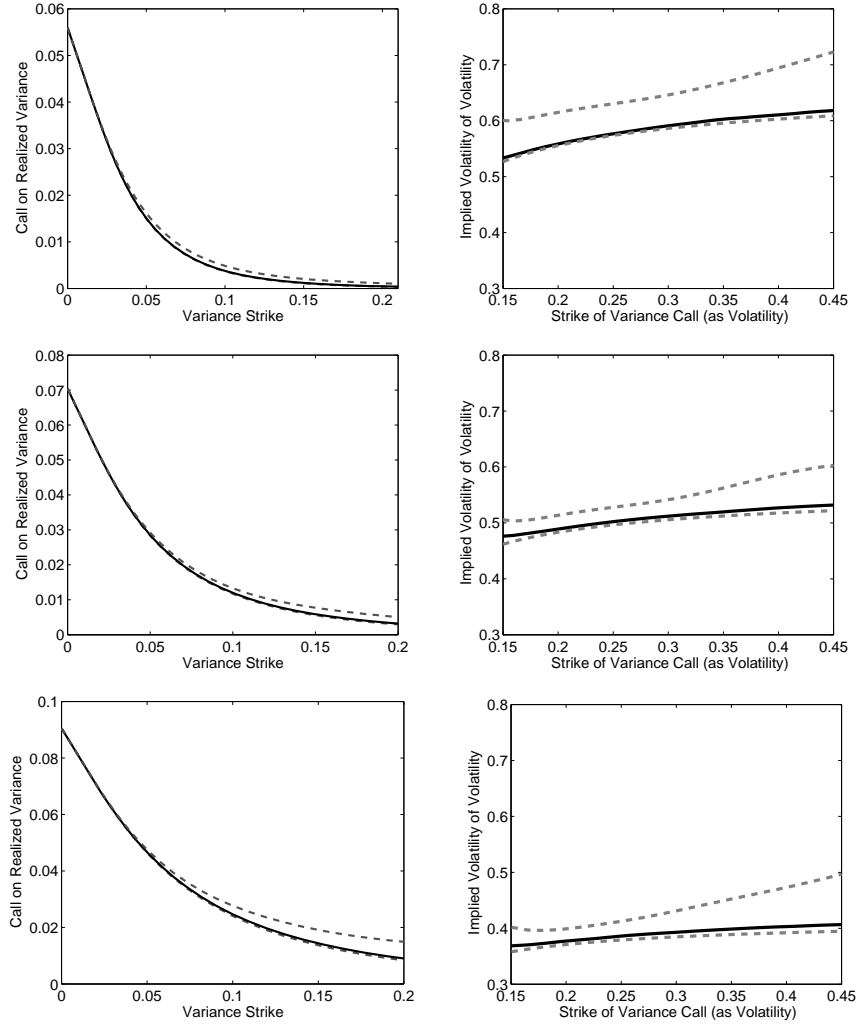 0.06
0.05
0.04
0.03
0.02
0.01
0
0 0.05 0.1 0.15 0.2
Variance Strike
Call on Realized Variance
0.8
0.7
0.6
0.5
0.4
0.3
0.15 0.2 0.25 0.3 0.35 0.4 0.45
Strike of Variance Call (as Volatility)
Implied Volatility of Volatility
0.08
0.07
0.06
0.05
0.04
0.03
0.02
0.01
0
0 0.05 0.1 0.15 0.2
Variance Strike
Call on Realized Variance
0.8
0.7
0.6
0.5
0.4
0.3
0.15 0.2 0.25 0.3 0.35 0.4 0.45
Strike of Variance Call (as Volatility)
Implied Volatility of Volatility
0.1
0.08
0.06
0.04
0.02
0
0 0.05 0.1 0.15 0.2
Variance Strike
Call on Realized Variance
0.8
0.7
0.6
0.5
0.4
0.3
0.15 0.2 0.25 0.3 0.35 0.4 0.45
Strike of Variance Call (as Volatility)
Implied Volatility of Volatility